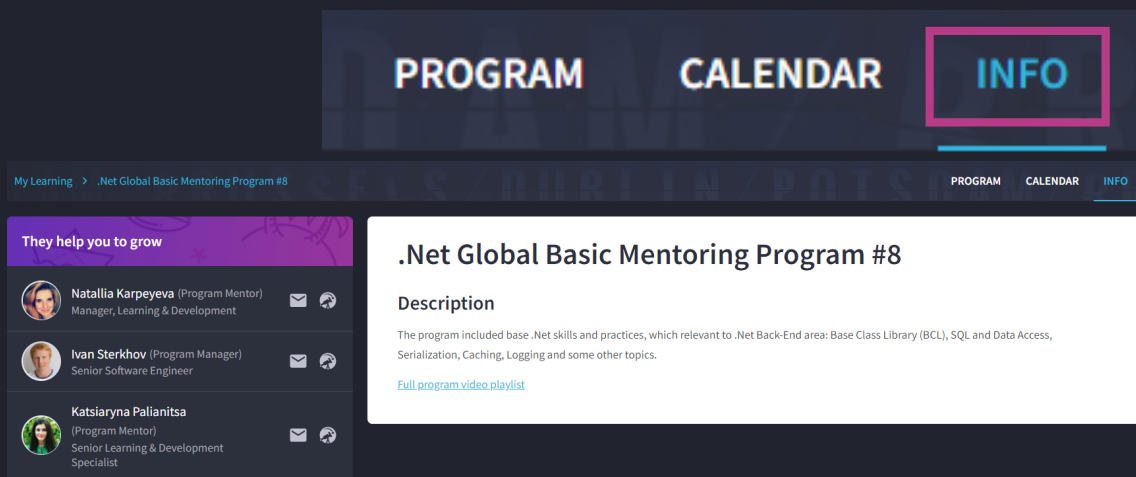 PROGRAM CALENDAR INFO
My Learning > .Net Global Basic Mentoring Program #8
PROGRAM CALENDAR INFO
They help you to grow
Natallia Karpeyeva (Program Mentor)
Manager, Learning & Development
Ivan Sterkhov (Program Manager)
Senior Software Engineer
Katsiaryna Palianitsa
(Program Mentor)
Senior Learning & Development
Specialist
.Net Global Basic Mentoring Program #8
Description
The program included base .Net skills and practices, which relevant to .Net Back-End area: Base Class Library (BCL), SQL and Data Access,
Serialization, Caching, Logging and some other topics.
Full program video playlist